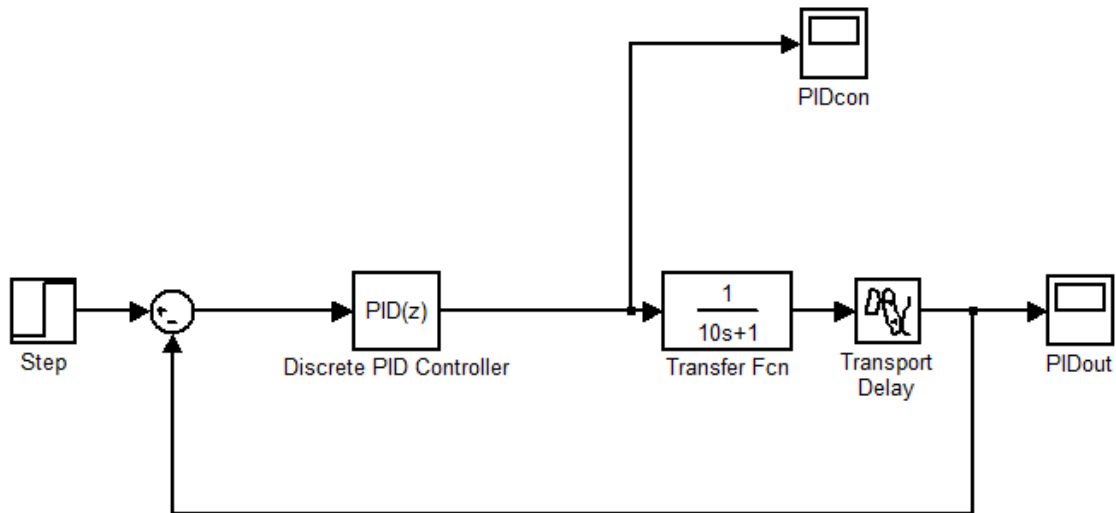 PIDcon
Step
+
−
PID(z)
Discrete PID Controller
1
10s+1
Transfer Fcn
Transport
Delay
PIDout